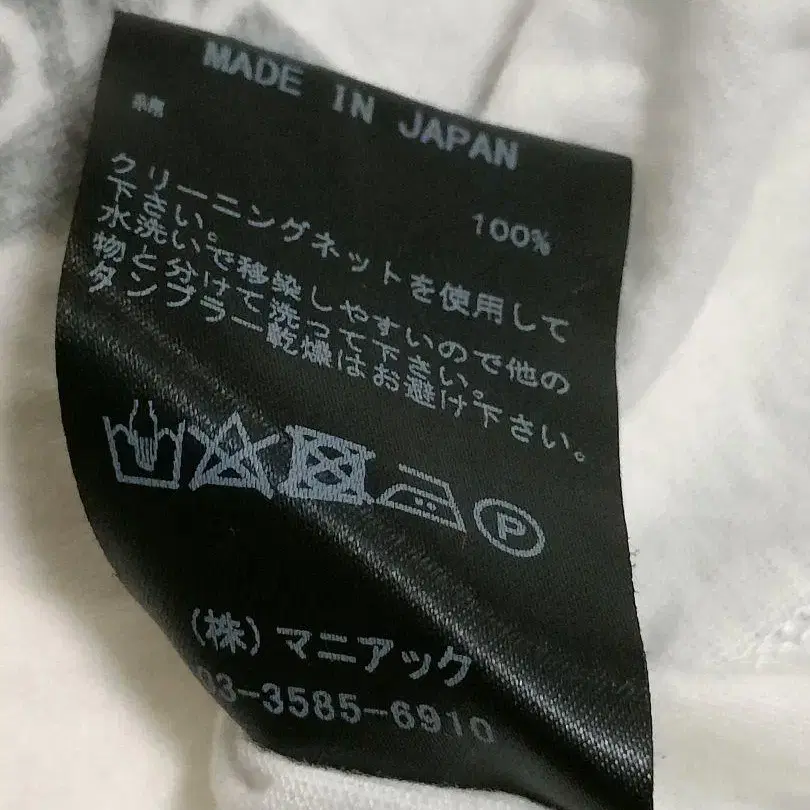 MADE IN JAPAN
綿 100%
クリーニングネットを使用して
下さい。
水洗いで移染しやすいので他の
物と分けて洗って下さい。
タンブラー乾燥はお避け下さい。
P
(株)マニアック
03-3585-6910